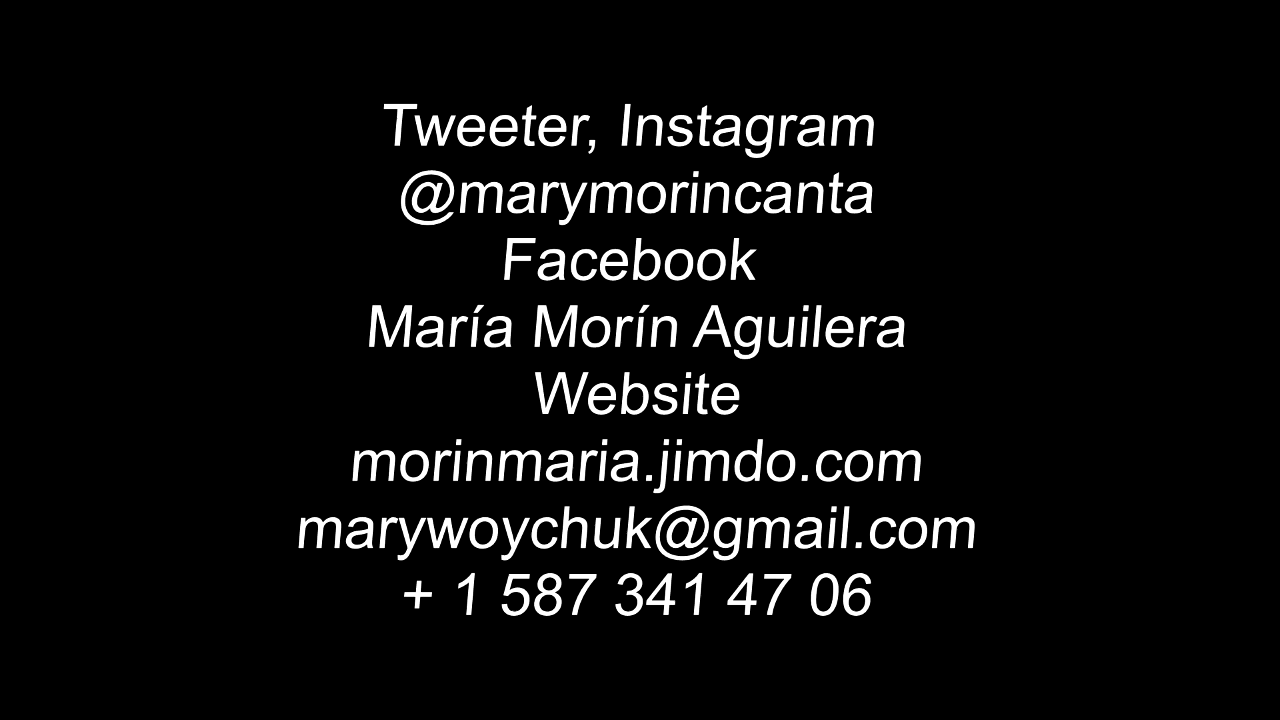 Tweeter, Instagram
@marymorincanta
Facebook
María Morín Aguilera
Website
morinmaria.jimdo.com
marywoychuk@gmail.com
+ 1 587 341 47 06